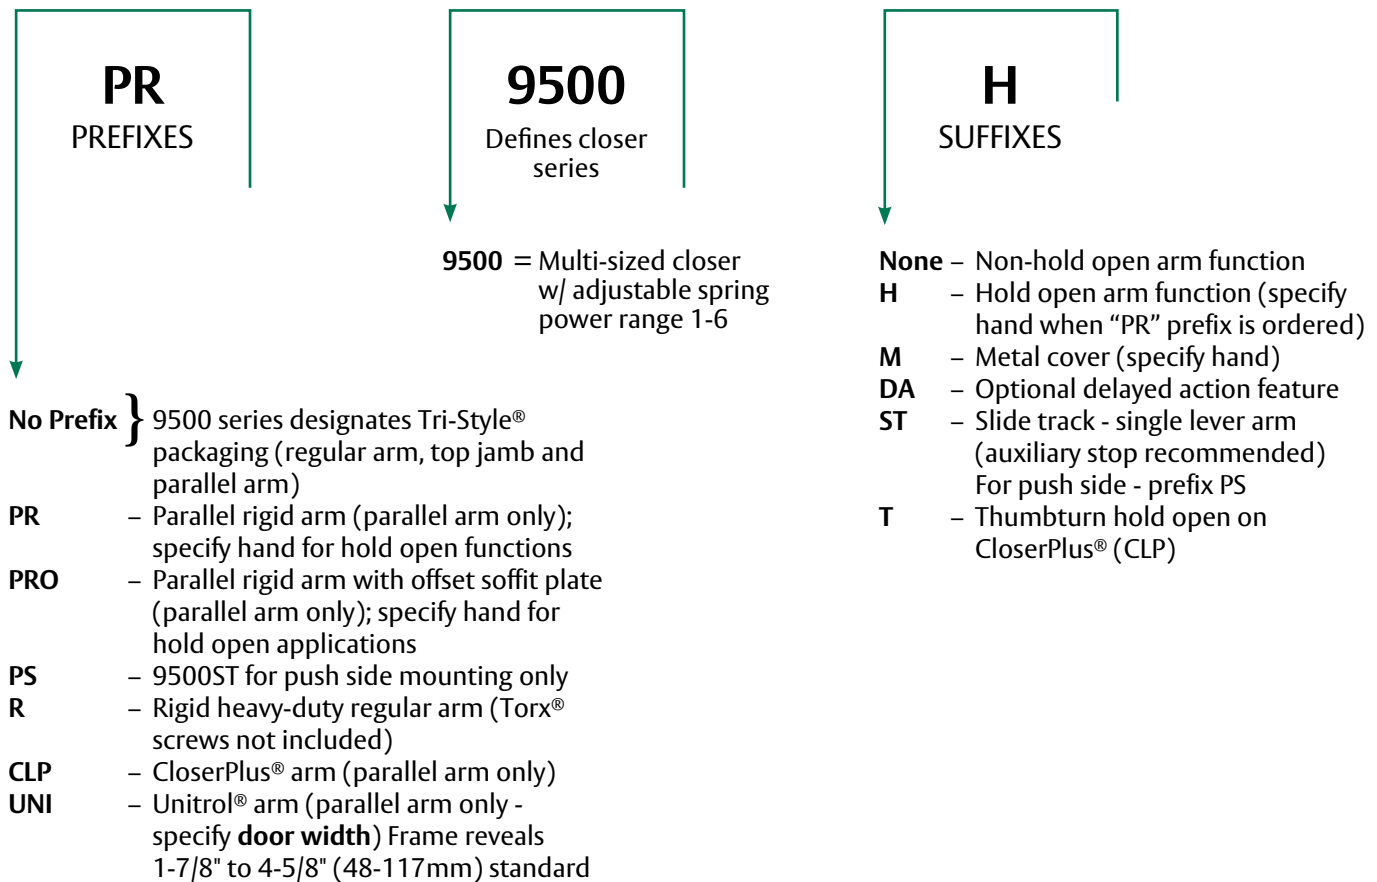 PR
PREFIXES
No Prefix } 9500 series designates Tri-Style®
packaging (regular arm, top jamb and
parallel arm)
PR – Parallel rigid arm (parallel arm only);
specify hand for hold open functions
PRO – Parallel rigid arm with offset soffit plate
(parallel arm only); specify hand for
hold open applications
PS – 9500ST for push side mounting only
R – Rigid heavy-duty regular arm (Torx®
screws not included)
CLP – CloserPlus® arm (parallel arm only)
UNI – Unitrol® arm (parallel arm only -
specify door width) Frame reveals
1-7/8" to 4-5/8" (48-117mm) standard
9500
Defines closer
series
9500 = Multi-sized closer
w/ adjustable spring
power range 1-6
H
SUFFIXES
None – Non-hold open arm function
H – Hold open arm function (specify
hand when “PR” prefix is ordered)
M – Metal cover (specify hand)
DA – Optional delayed action feature
ST – Slide track - single lever arm
(auxiliary stop recommended)
For push side - prefix PS
T – Thumbturn hold open on
CloserPlus® (CLP)